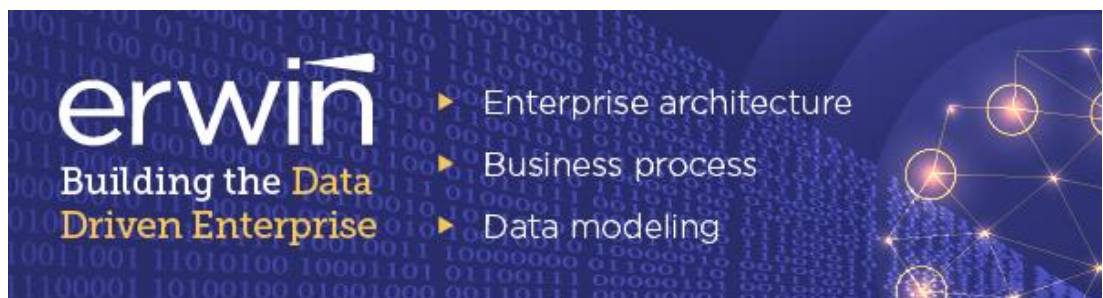 erwin
Building the Data
Driven Enterprise
Enterprise architecture
Business process
Data modeling